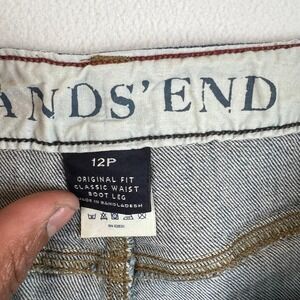 ANDS' END
12P
ORIGINAL FIT
CLASSIC WAIST
BOOT LEG
MADE IN BANGLADESH